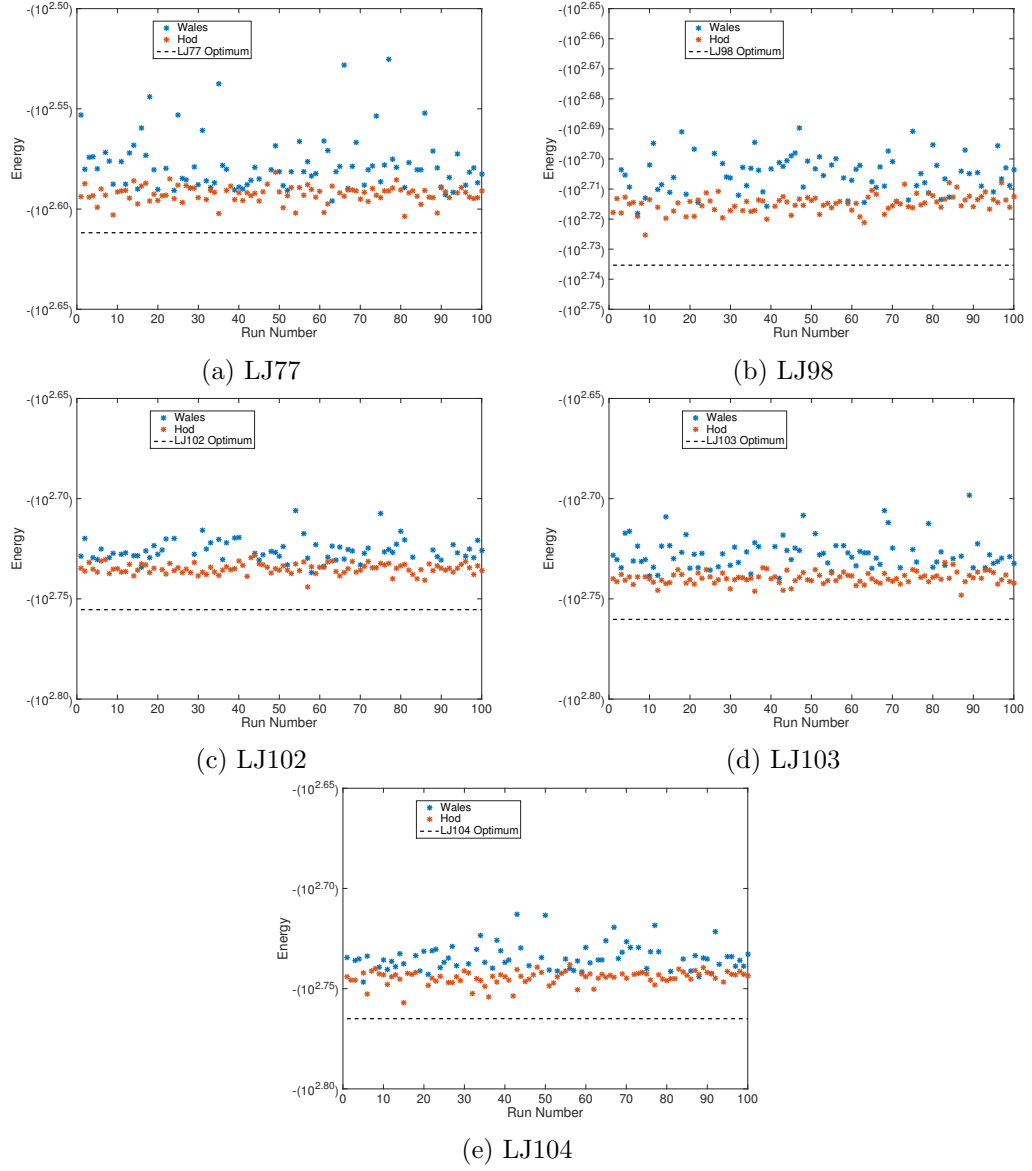 -(10^2.50)
-(10^2.55)
-(10^2.60)
-(10^2.65)
Energy
Wales
Hod
LJ77 Optimum
0 10 20 30 40 50 60 70 80 90 100
Run Number
(a) LJ77
-(10^2.65)
-(10^2.66)
-(10^2.67)
-(10^2.68)
-(10^2.69)
-(10^2.70)
-(10^2.71)
-(10^2.72)
-(10^2.73)
-(10^2.74)
-(10^2.75)
Energy
Wales
Hod
LJ98 Optimum
0 10 20 30 40 50 60 70 80 90 100
Run Number
(b) LJ98
-(10^2.65)
-(10^2.70)
-(10^2.75)
-(10^2.80)
Energy
Wales
Hod
LJ102 Optimum
0 10 20 30 40 50 60 70 80 90 100
Run Number
(c) LJ102
-(10^2.65)
-(10^2.70)
-(10^2.75)
-(10^2.80)
Energy
Wales
Hod
LJ103 Optimum
0 10 20 30 40 50 60 70 80 90 100
Run Number
(d) LJ103
-(10^2.65)
-(10^2.70)
-(10^2.75)
-(10^2.80)
Energy
Wales
Hod
LJ104 Optimum
0 10 20 30 40 50 60 70 80 90 100
Run Number
(e) LJ104